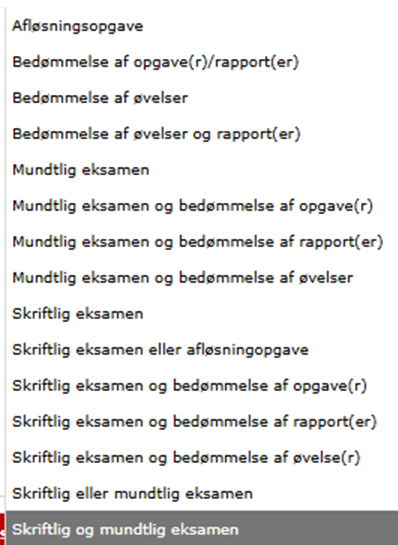 Afløsningsopgave
Bedømmelse af opgave(r)/rapport(er)
Bedømmelse af øvelser
Bedømmelse af øvelser og rapport(er)
Mundtlig eksamen
Mundtlig eksamen og bedømmelse af opgave(r)
Mundtlig eksamen og bedømmelse af rapport(er)
Mundtlig eksamen og bedømmelse af øvelser
Skriftlig eksamen
Skriftlig eksamen eller afløsningopgave
Skriftlig eksamen og bedømmelse af opgave(r)
Skriftlig eksamen og bedømmelse af rapport(er)
Skriftlig eksamen og bedømmelse af øvelse(r)
Skriftlig eller mundtlig eksamen
Skriftlig og mundtlig eksamen